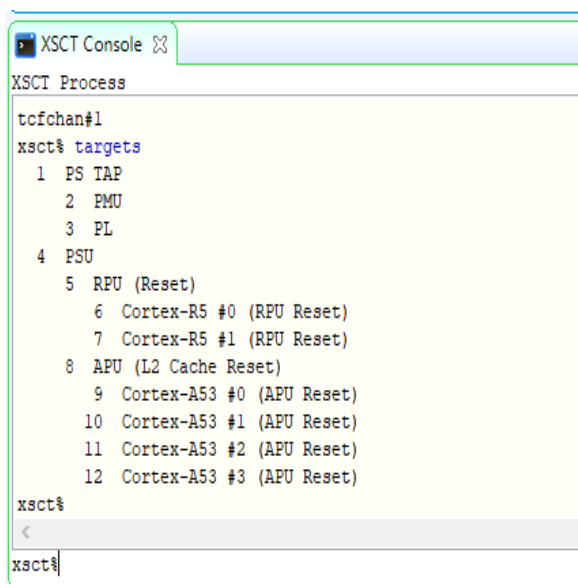 XSCT Console
XSCT Process
tcfchan#1
xsct% targets
1 PS TAP
2 PMU
3 PL
4 PSU
5 RPU (Reset)
6 Cortex-R5 #0 (RPU Reset)
7 Cortex-R5 #1 (RPU Reset)
8 APU (L2 Cache Reset)
9 Cortex-A53 #0 (APU Reset)
10 Cortex-A53 #1 (APU Reset)
11 Cortex-A53 #2 (APU Reset)
12 Cortex-A53 #3 (APU Reset)
xsct%
xsct%